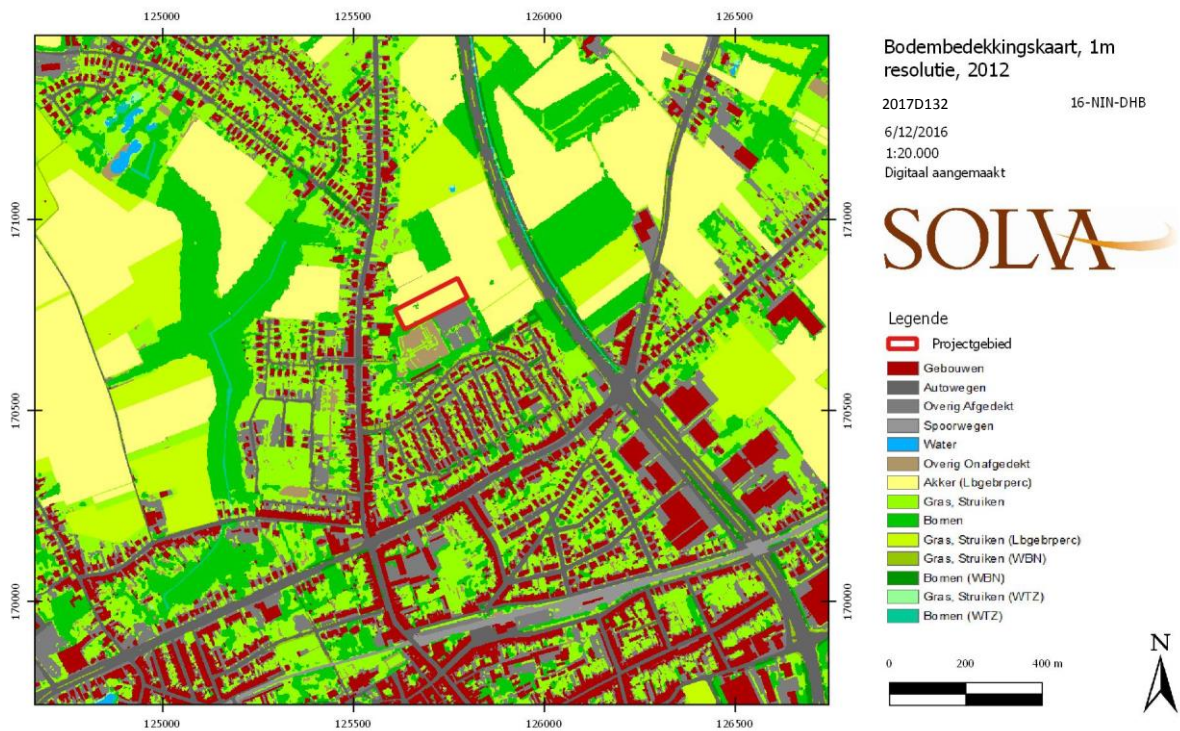 125000 125500 126000 126500
171000 171000
170500 170500
170000 170000
125000 125500 126000 126500
Bodembedekkingskaart, 1m
resolutie, 2012
2017D132 16-NIN-DHB
6/12/2016
1:20.000
Digitaal aangemaakt
SOLVA
Legende
Projectgebied
Gebouwen
Autowegen
Overig Afgedekt
Spoorwegen
Water
Overig Onafgedekt
Akker (Lbgebrperc)
Gras, Struiken
Bomen
Gras, Struiken (Lbgebrperc)
Gras, Struiken (WBN)
Bomen (WBN)
Gras, Struiken (WTZ)
Bomen (WTZ)
N
0 200 400 m